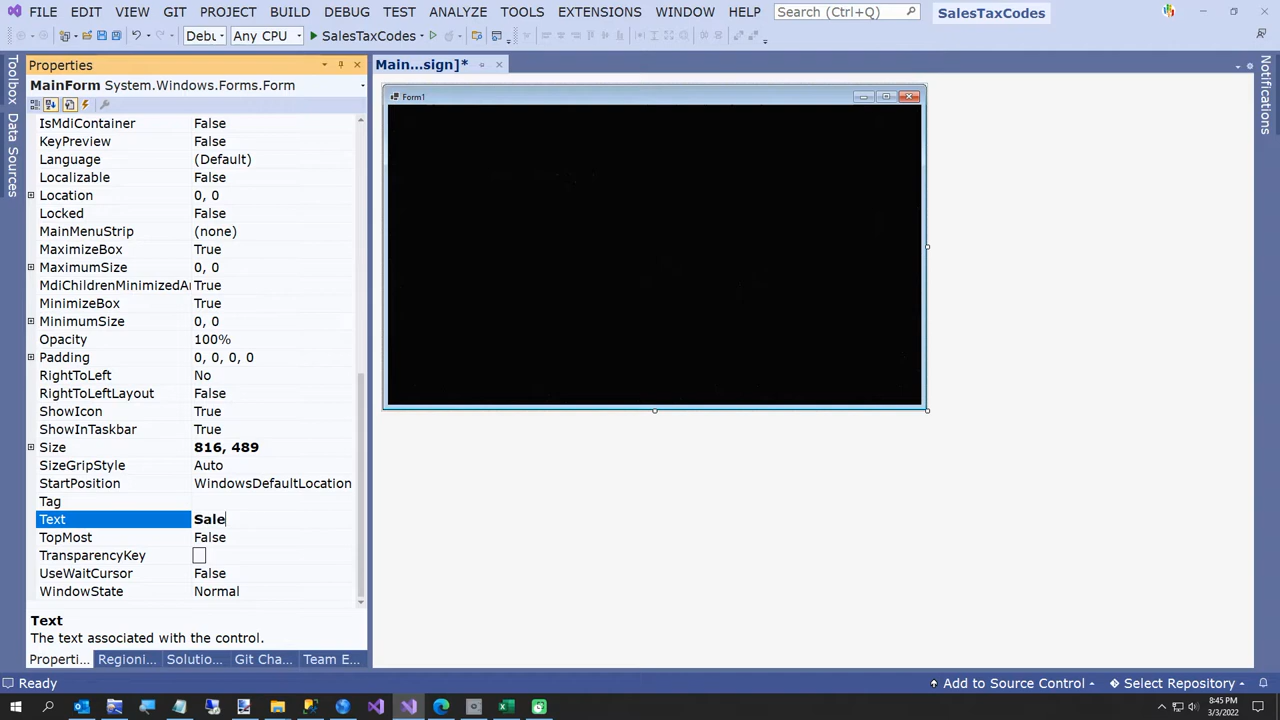 FILE EDIT VIEW GIT PROJECT BUILD DEBUG TEST ANALYZE TOOLS EXTENSIONS WINDOW HELP Search (Ctrl+Q) SalesTaxCodes
Debu Any CPU SalesTaxCodes
Toolbox
Data Sources
Properties
MainForm System.Windows.Forms.Form
IsMdiContainer False
KeyPreview False
Language (Default)
Localizable False
Location 0, 0
Locked False
MainMenuStrip (none)
MaximizeBox True
MaximumSize 0, 0
MdiChildrenMinimizedAr True
MinimizeBox True
MinimumSize 0, 0
Opacity 100%
Padding 0, 0, 0, 0
RightToLeft No
RightToLeftLayout False
ShowIcon True
ShowInTaskbar True
Size 816, 489
SizeGripStyle Auto
StartPosition WindowsDefaultLocation
Tag
Text Sale
TopMost False
TransparencyKey
UseWaitCursor False
WindowState Normal
Text
The text associated with the control.
Properti... Regioni... Solutio... Git Cha... Team E...
Main...sign]*
Form1
Notifications
Ready Add to Source Control Select Repository
8:45 PM
3/3/2022